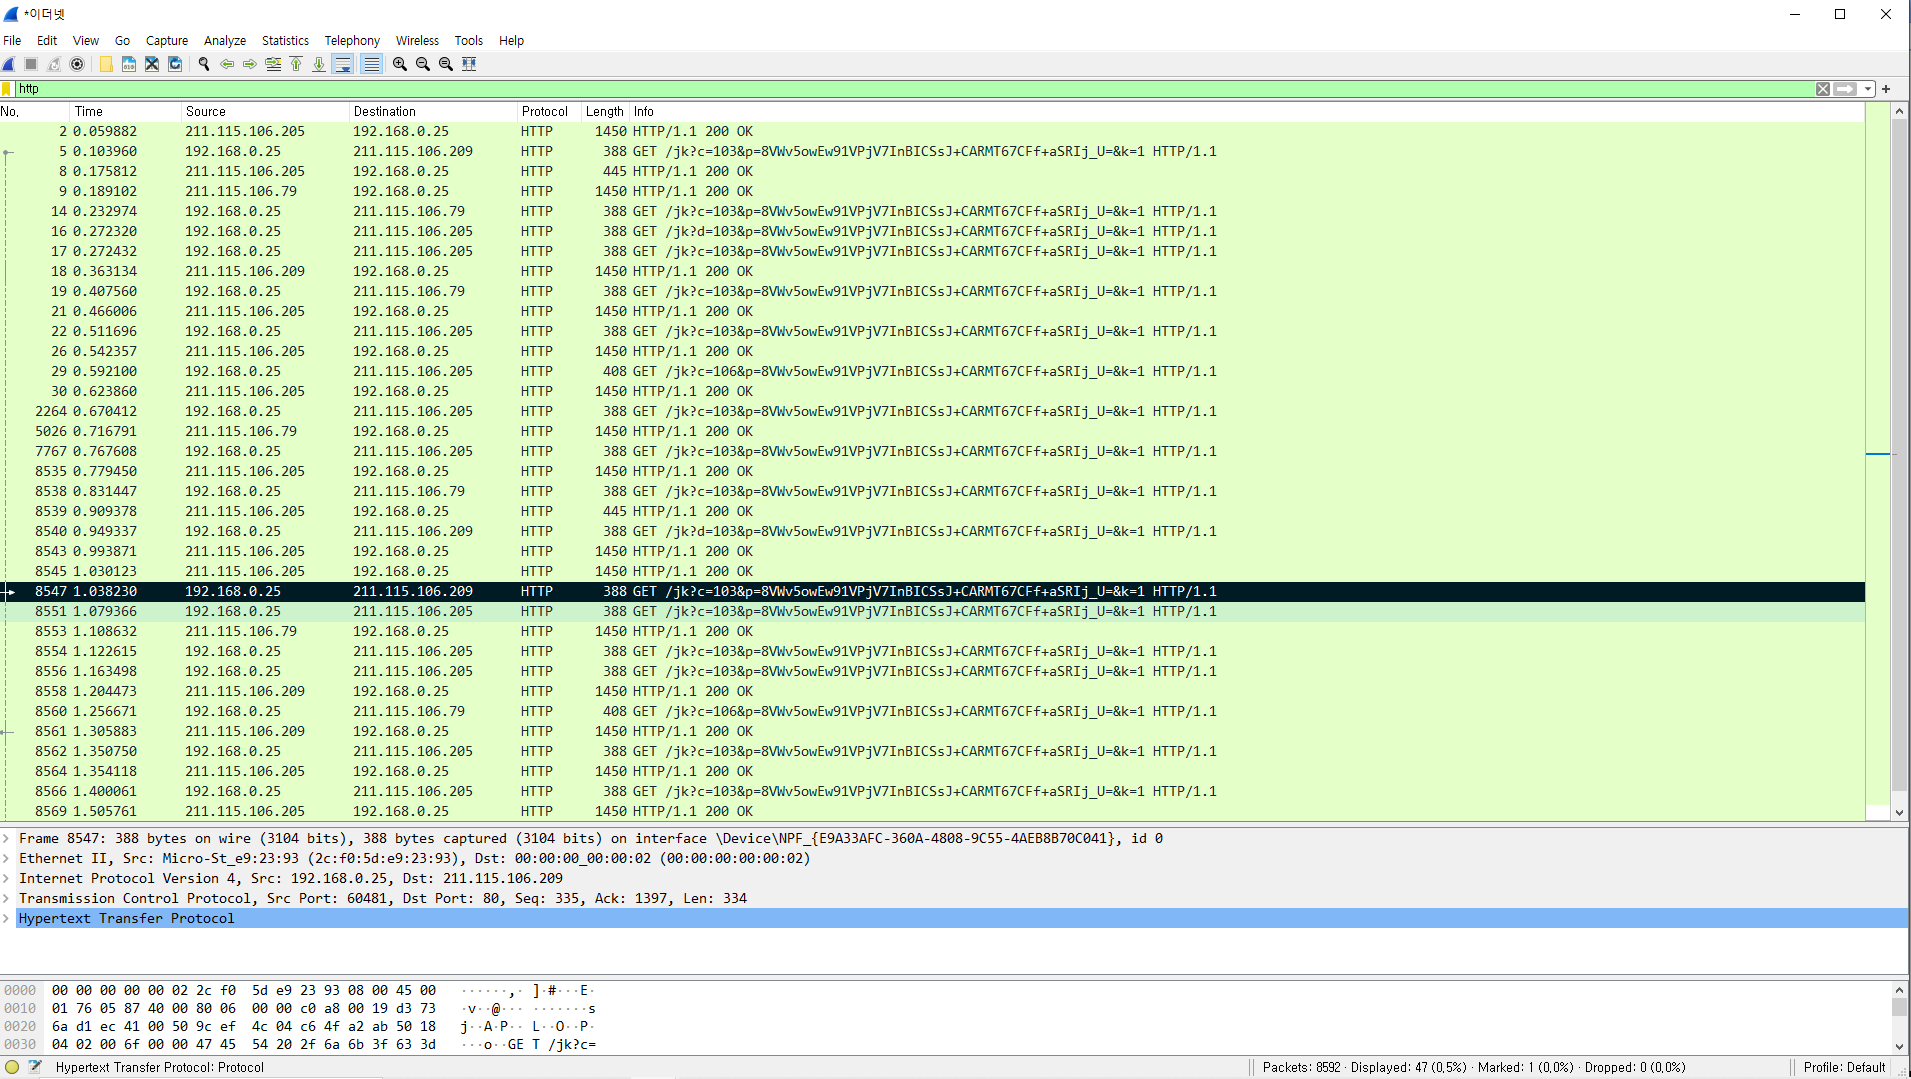 *이더넷
File Edit View Go Capture Analyze Statistics Telephony Wireless Tools Help
http
No. Time Source Destination Protocol Length Info
2 0.059882 211.115.106.205 192.168.0.25 HTTP 1450 HTTP/1.1 200 OK
5 0.103960 192.168.0.25 211.115.106.209 HTTP 388 GET /jk?c=103&p=8VWv5owEw91VPjV7InBICSsJ+CARMT67CFf+aSRIj_U=&k=1 HTTP/1.1
8 0.175812 211.115.106.205 192.168.0.25 HTTP 445 HTTP/1.1 200 OK
9 0.189102 211.115.106.79 192.168.0.25 HTTP 1450 HTTP/1.1 200 OK
14 0.232974 192.168.0.25 211.115.106.79 HTTP 388 GET /jk?c=103&p=8VWv5owEw91VPjV7InBICSsJ+CARMT67CFf+aSRIj_U=&k=1 HTTP/1.1
16 0.272320 192.168.0.25 211.115.106.205 HTTP 388 GET /jk?d=103&p=8VWv5owEw91VPjV7InBICSsJ+CARMT67CFf+aSRIj_U=&k=1 HTTP/1.1
17 0.272432 192.168.0.25 211.115.106.205 HTTP 388 GET /jk?c=103&p=8VWv5owEw91VPjV7InBICSsJ+CARMT67CFf+aSRIj_U=&k=1 HTTP/1.1
18 0.363134 211.115.106.209 192.168.0.25 HTTP 1450 HTTP/1.1 200 OK
19 0.407560 192.168.0.25 211.115.106.79 HTTP 388 GET /jk?c=103&p=8VWv5owEw91VPjV7InBICSsJ+CARMT67CFf+aSRIj_U=&k=1 HTTP/1.1
21 0.466006 211.115.106.205 192.168.0.25 HTTP 1450 HTTP/1.1 200 OK
22 0.511696 192.168.0.25 211.115.106.205 HTTP 388 GET /jk?c=103&p=8VWv5owEw91VPjV7InBICSsJ+CARMT67CFf+aSRIj_U=&k=1 HTTP/1.1
26 0.542357 211.115.106.205 192.168.0.25 HTTP 1450 HTTP/1.1 200 OK
29 0.592100 192.168.0.25 211.115.106.205 HTTP 408 GET /jk?c=106&p=8VWv5owEw91VPjV7InBICSsJ+CARMT67CFf+aSRIj_U=&k=1 HTTP/1.1
30 0.623860 211.115.106.205 192.168.0.25 HTTP 1450 HTTP/1.1 200 OK
2264 0.670412 192.168.0.25 211.115.106.205 HTTP 388 GET /jk?c=103&p=8VWv5owEw91VPjV7InBICSsJ+CARMT67CFf+aSRIj_U=&k=1 HTTP/1.1
5026 0.716791 211.115.106.79 192.168.0.25 HTTP 1450 HTTP/1.1 200 OK
7767 0.767608 192.168.0.25 211.115.106.205 HTTP 388 GET /jk?c=103&p=8VWv5owEw91VPjV7InBICSsJ+CARMT67CFf+aSRIj_U=&k=1 HTTP/1.1
8535 0.779450 211.115.106.205 192.168.0.25 HTTP 1450 HTTP/1.1 200 OK
8538 0.831447 192.168.0.25 211.115.106.79 HTTP 388 GET /jk?c=103&p=8VWv5owEw91VPjV7InBICSsJ+CARMT67CFf+aSRIj_U=&k=1 HTTP/1.1
8539 0.909378 211.115.106.205 192.168.0.25 HTTP 445 HTTP/1.1 200 OK
8540 0.949337 192.168.0.25 211.115.106.209 HTTP 388 GET /jk?d=103&p=8VWv5owEw91VPjV7InBICSsJ+CARMT67CFf+aSRIj_U=&k=1 HTTP/1.1
8543 0.993871 211.115.106.205 192.168.0.25 HTTP 1450 HTTP/1.1 200 OK
8545 1.030123 211.115.106.205 192.168.0.25 HTTP 1450 HTTP/1.1 200 OK
8547 1.038230 192.168.0.25 211.115.106.209 HTTP 388 GET /jk?c=103&p=8VWv5owEw91VPjV7InBICSsJ+CARMT67CFf+aSRIj_U=&k=1 HTTP/1.1
8551 1.079366 192.168.0.25 211.115.106.205 HTTP 388 GET /jk?c=103&p=8VWv5owEw91VPjV7InBICSsJ+CARMT67CFf+aSRIj_U=&k=1 HTTP/1.1
8553 1.108632 211.115.106.79 192.168.0.25 HTTP 1450 HTTP/1.1 200 OK
8554 1.122615 192.168.0.25 211.115.106.205 HTTP 388 GET /jk?c=103&p=8VWv5owEw91VPjV7InBICSsJ+CARMT67CFf+aSRIj_U=&k=1 HTTP/1.1
8556 1.163498 192.168.0.25 211.115.106.205 HTTP 388 GET /jk?c=103&p=8VWv5owEw91VPjV7InBICSsJ+CARMT67CFf+aSRIj_U=&k=1 HTTP/1.1
8558 1.204473 211.115.106.209 192.168.0.25 HTTP 1450 HTTP/1.1 200 OK
8560 1.256671 192.168.0.25 211.115.106.79 HTTP 408 GET /jk?c=106&p=8VWv5owEw91VPjV7InBICSsJ+CARMT67CFf+aSRIj_U=&k=1 HTTP/1.1
8561 1.305883 211.115.106.209 192.168.0.25 HTTP 1450 HTTP/1.1 200 OK
8562 1.350750 192.168.0.25 211.115.106.205 HTTP 388 GET /jk?c=103&p=8VWv5owEw91VPjV7InBICSsJ+CARMT67CFf+aSRIj_U=&k=1 HTTP/1.1
8564 1.354118 211.115.106.205 192.168.0.25 HTTP 1450 HTTP/1.1 200 OK
8566 1.400061 192.168.0.25 211.115.106.205 HTTP 388 GET /jk?c=103&p=8VWv5owEw91VPjV7InBICSsJ+CARMT67CFf+aSRIj_U=&k=1 HTTP/1.1
8569 1.505761 211.115.106.205 192.168.0.25 HTTP 1450 HTTP/1.1 200 OK
Frame 8547: 388 bytes on wire (3104 bits), 388 bytes captured (3104 bits) on interface \Device\NPF_{E9A33AFC-360A-4808-9C55-4AEB8B70C041}, id 0
Ethernet II, Src: Micro-St_e9:23:93 (2c:f0:5d:e9:23:93), Dst: 00:00:00_00:00:02 (00:00:00:00:00:02)
Internet Protocol Version 4, Src: 192.168.0.25, Dst: 211.115.106.209
Transmission Control Protocol, Src Port: 60481, Dst Port: 80, Seq: 335, Ack: 1397, Len: 334
Hypertext Transfer Protocol
0000 00 00 00 00 00 02 2c f0 5d e9 23 93 08 00 45 00 ······,· ]·#···E·
0010 01 76 05 87 40 00 80 06 00 00 c0 a8 00 19 d3 73 ·v··@··· ·······s
0020 6a d1 ec 41 00 50 9c ef 4c 04 c6 4f a2 ab 50 18 j··A·P·· L··O··P·
0030 04 02 00 6f 00 00 47 45 54 20 2f 6a 6b 3f 63 3d ···o··GE T /jk?c=
Hypertext Transfer Protocol: Protocol
Packets: 8592 · Displayed: 47 (0,5%) · Marked: 1 (0,0%) · Dropped: 0 (0,0%)
Profile: Default